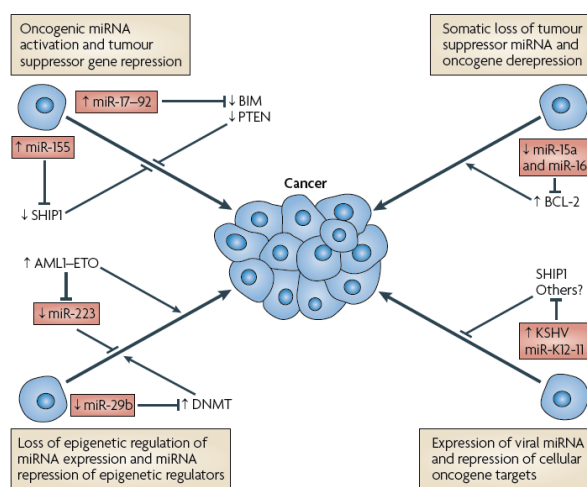 Oncogenic miRNA
activation and tumour
suppressor gene repression
↑ miR-17–92
↓ BIM
↓ PTEN
↑ miR-155
↓ SHIP1
Somatic loss of tumour
suppressor miRNA and
oncogene derepression
↓ miR-15a
and miR-16
↑ BCL-2
Cancer
↑ AML1–ETO
↓ miR-223
↓ miR-29b
↑ DNMT
Loss of epigenetic regulation of
miRNA expression and miRNA
repression of epigenetic regulators
SHIP1
Others?
↑ KSHV
miR-K12-11
Expression of viral miRNA
and repression of cellular
oncogene targets